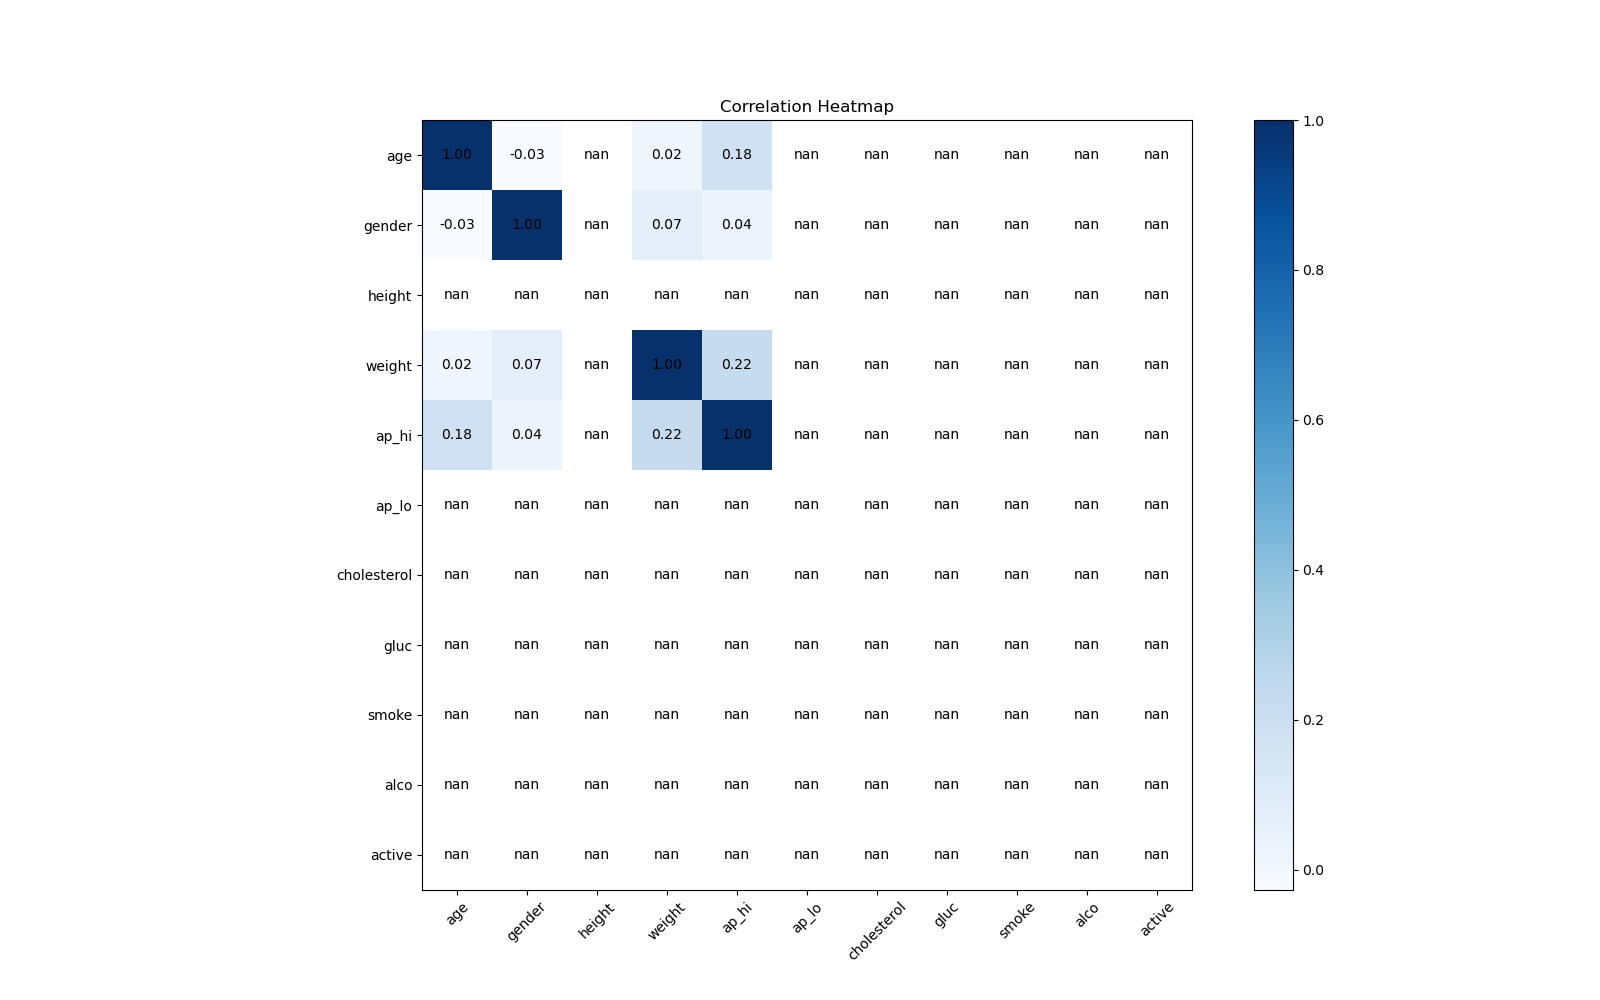 Correlation Heatmap
age 1.00 -0.03 nan 0.02 0.18 nan nan nan nan nan nan
gender -0.03 1.00 nan 0.07 0.04 nan nan nan nan nan nan
height nan nan nan nan nan nan nan nan nan nan nan
weight 0.02 0.07 nan 1.00 0.22 nan nan nan nan nan nan
ap_hi 0.18 0.04 nan 0.22 1.00 nan nan nan nan nan nan
ap_lo nan nan nan nan nan nan nan nan nan nan nan
cholesterol nan nan nan nan nan nan nan nan nan nan nan
gluc nan nan nan nan nan nan nan nan nan nan nan
smoke nan nan nan nan nan nan nan nan nan nan nan
alco nan nan nan nan nan nan nan nan nan nan nan
active nan nan nan nan nan nan nan nan nan nan nan
age gender height weight ap_hi ap_lo cholesterol gluc smoke alco active
1.0
0.8
0.6
0.4
0.2
0.0